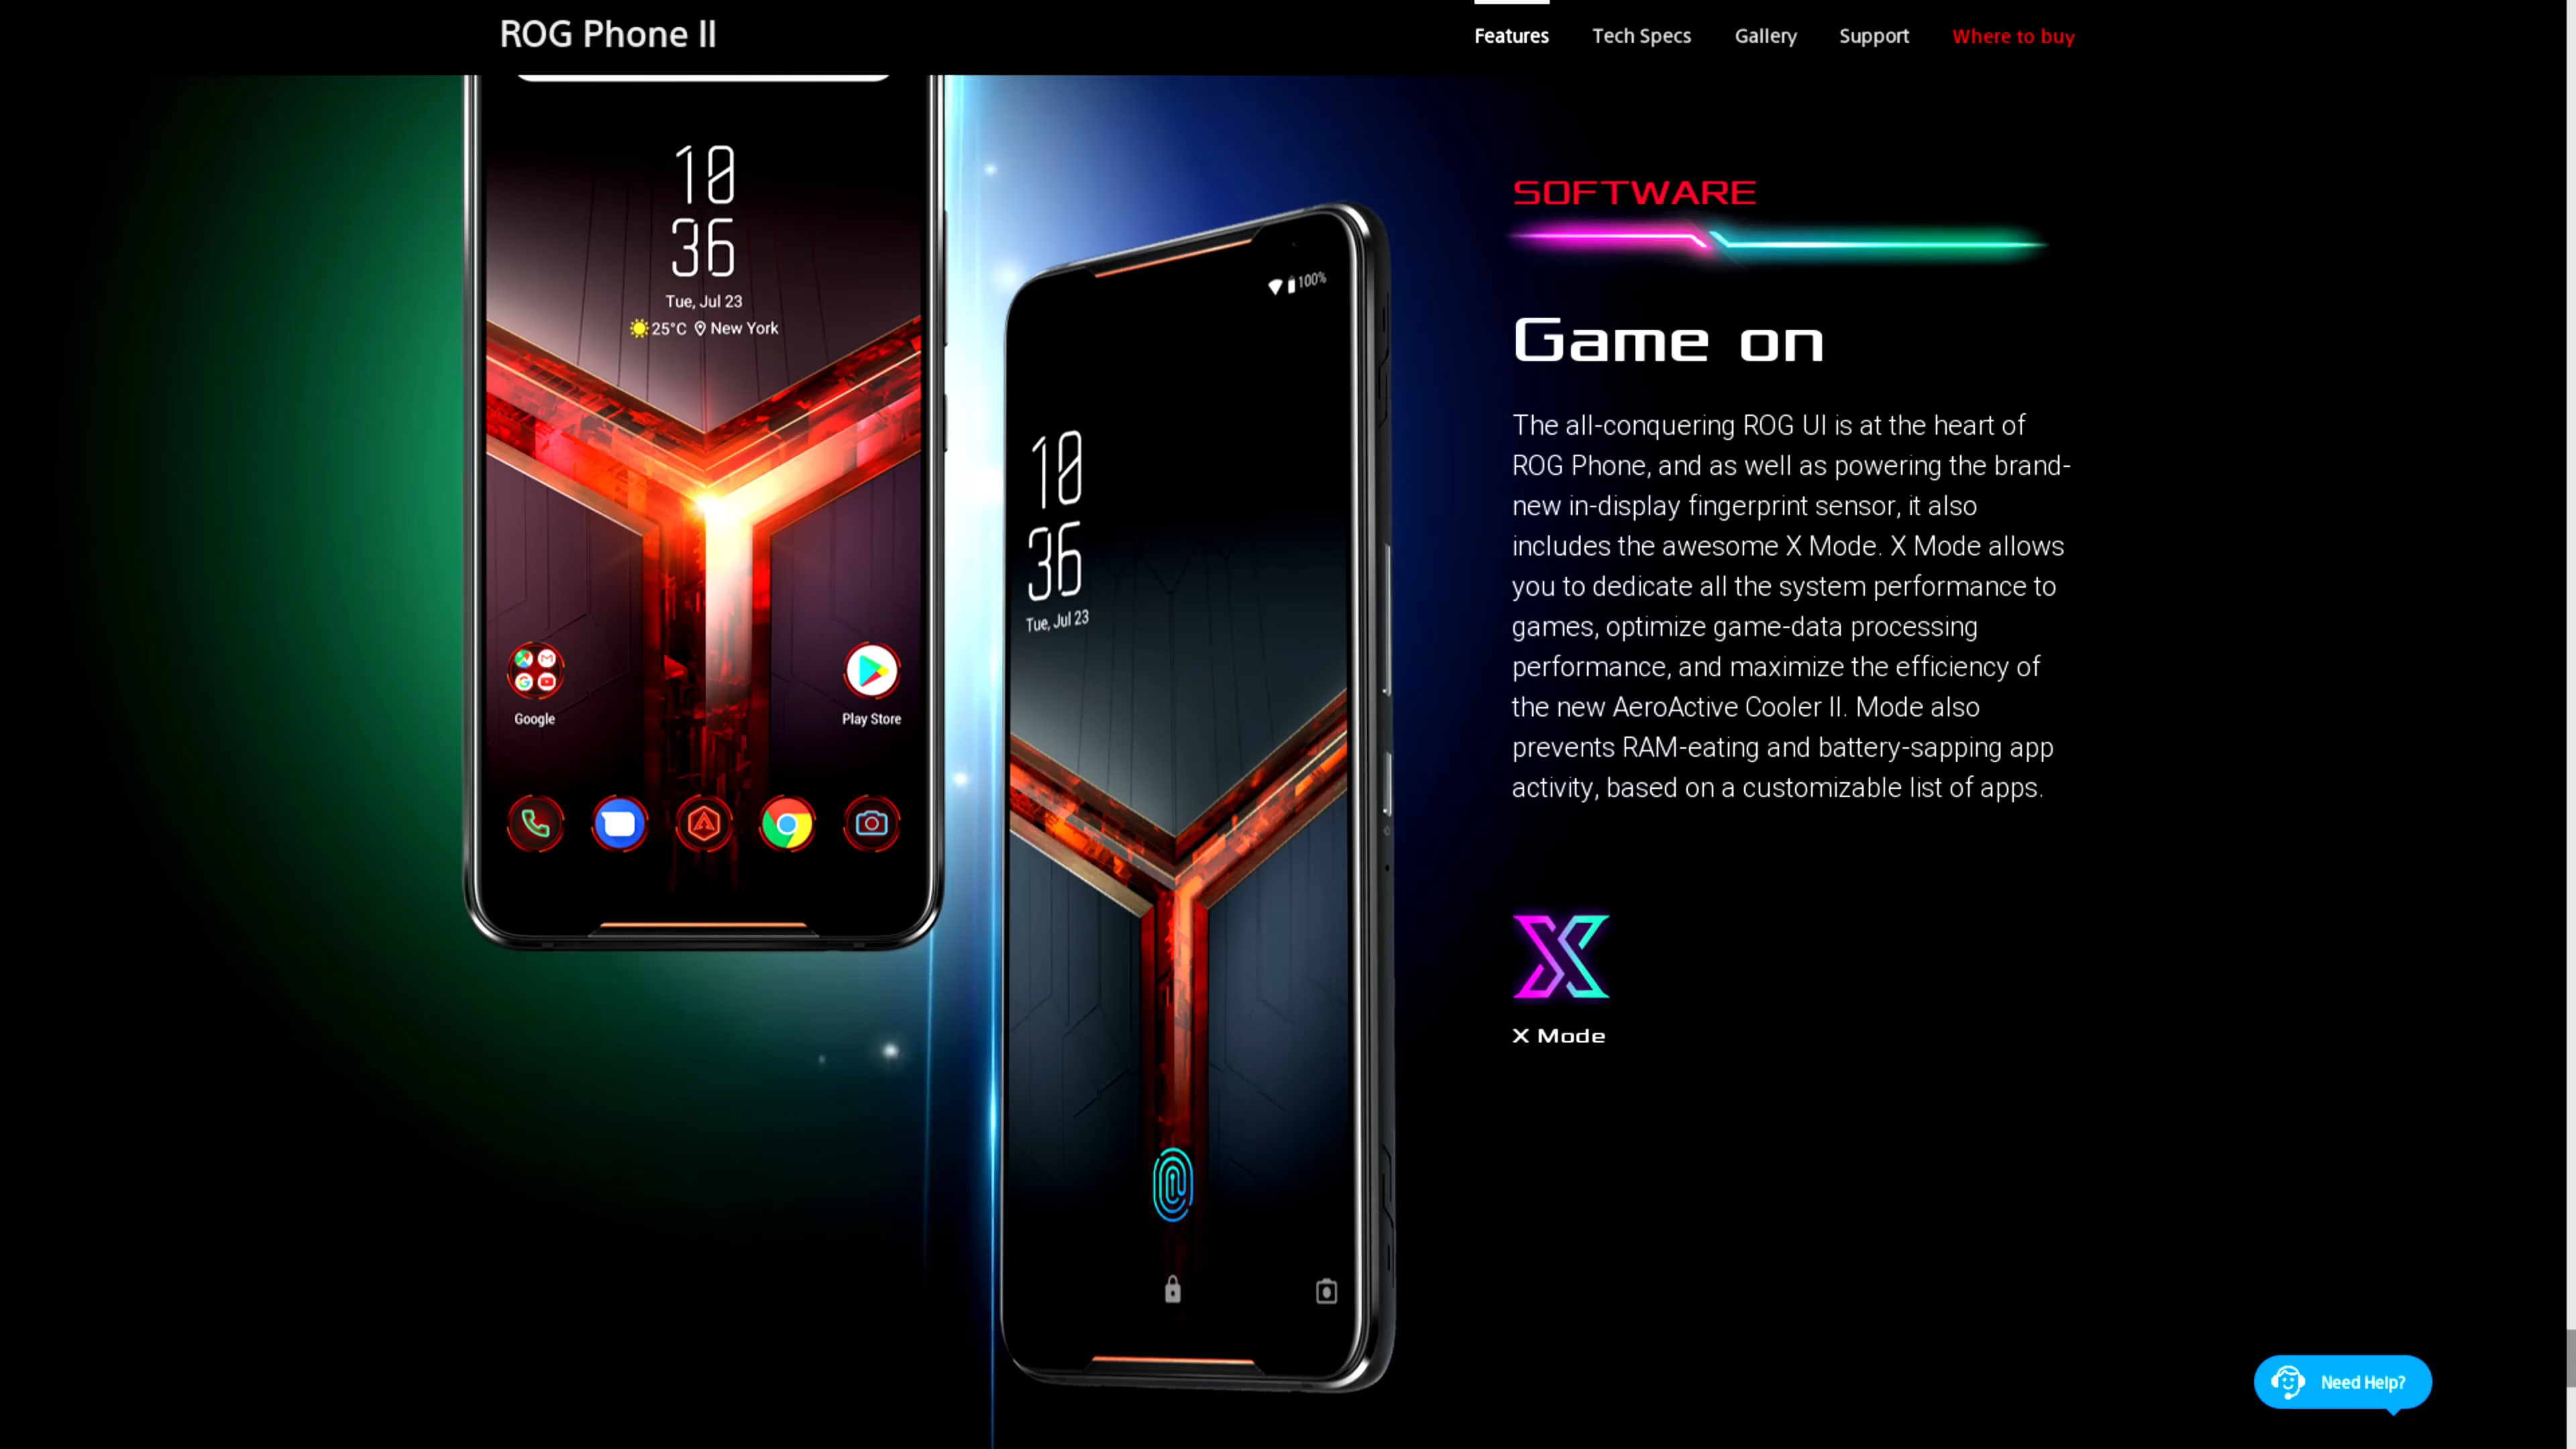 ROG Phone II
Features
Tech Specs
Gallery
Support
Where to buy
10
36
Tue, Jul 23
25°C New York
Google
Play Store
100%
10
36
Tue, Jul 23
SOFTWARE
Game on
The all-conquering ROG UI is at the heart of
ROG Phone, and as well as powering the brand-
new in-display fingerprint sensor, it also
includes the awesome X Mode. X Mode allows
you to dedicate all the system performance to
games, optimize game-data processing
performance, and maximize the efficiency of
the new AeroActive Cooler II. Mode also
prevents RAM-eating and battery-sapping app
activity, based on a customizable list of apps.
X
X Mode
Need Help?